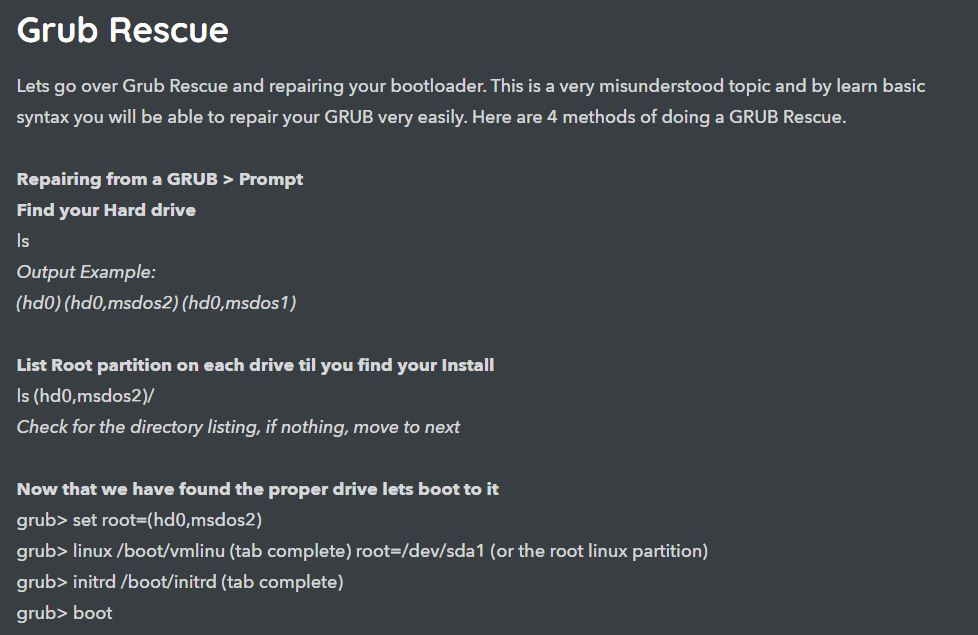 Grub Rescue
Lets go over Grub Rescue and repairing your bootloader. This is a very misunderstood topic and by learn basic
syntax you will be able to repair your GRUB very easily. Here are 4 methods of doing a GRUB Rescue.
Repairing from a GRUB > Prompt
Find your Hard drive
ls
Output Example:
(hd0) (hd0,msdos2) (hd0,msdos1)
List Root partition on each drive til you find your Install
ls (hd0,msdos2)/
Check for the directory listing, if nothing, move to next
Now that we have found the proper drive lets boot to it
grub> set root=(hd0,msdos2)
grub> linux /boot/vmlinu (tab complete) root=/dev/sda1 (or the root linux partition)
grub> initrd /boot/initrd (tab complete)
grub> boot